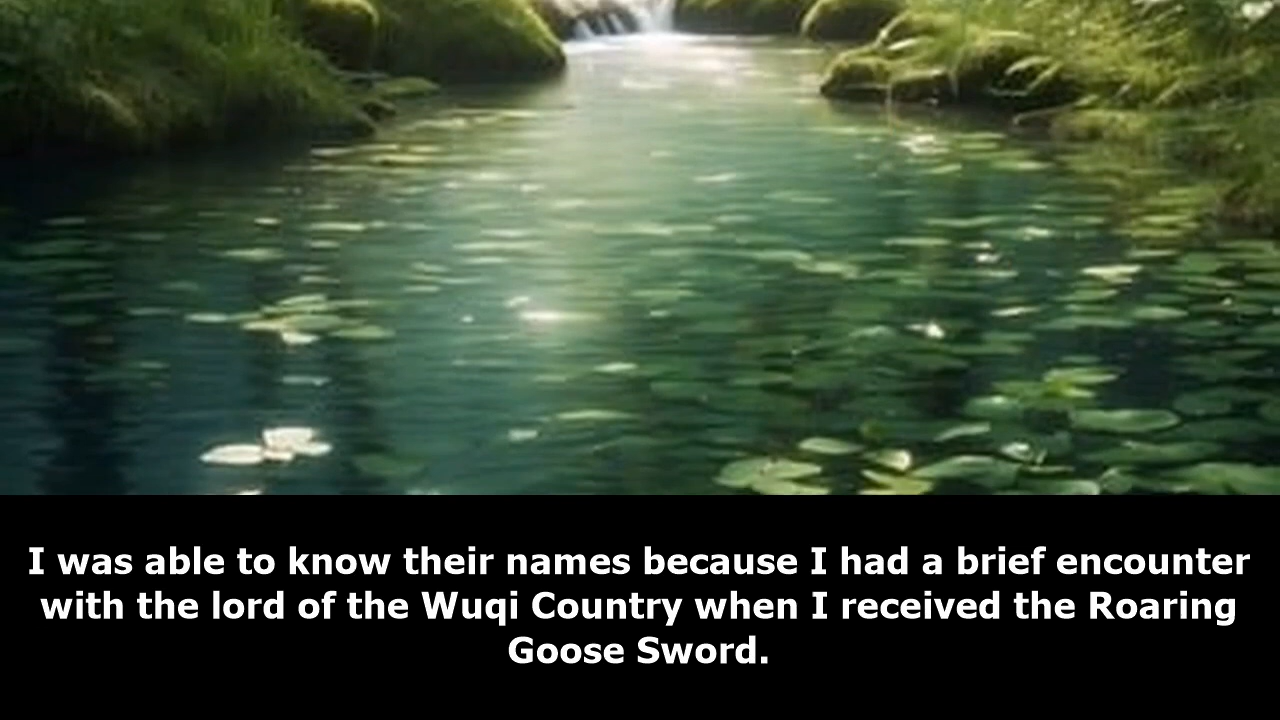 I was able to know their names because I had a brief encounter
with the lord of the Wuqi Country when I received the Roaring
Goose Sword.